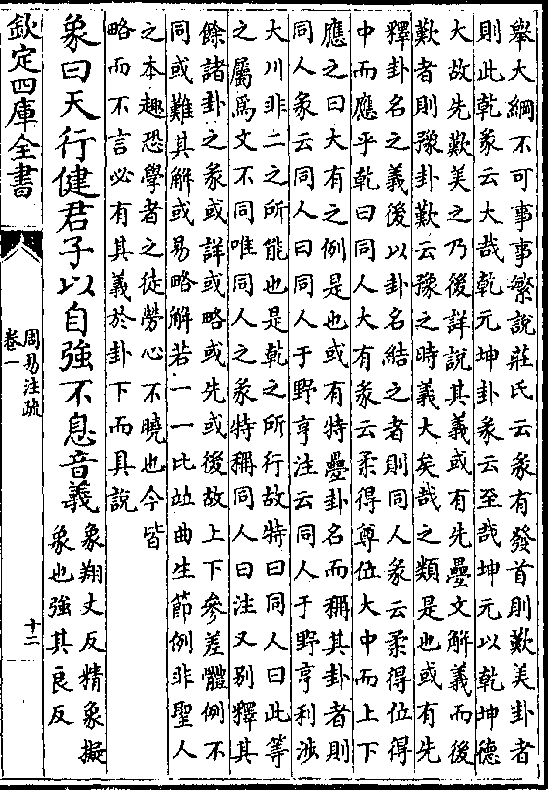 舉大綱不可事事繁說莊氏云彖有發首則歎美卦者
則此乾彖云大哉乾元坤卦彖云至哉坤元以乾坤德
大故先歎美之乃後詳說其義或有先疊文解義而後
歎者則豫卦歎云豫之時義大矣哉之類是也或有先
釋卦名之義後以卦名結之者則同人彖云柔得位得
中而應乎乾曰同人大有彖云柔得尊位大中而上下
應之曰大有之例是也或有特疊卦名而稱其卦者則
同人彖云同人曰同人于野亨注云同人于野亨利涉
大川非二之所能也是乾之所行故特曰同人曰此等
之屬為文不同唯同人之彖特稱同人曰注又别釋其
餘諸卦之彖或詳或略或先或後故上下參差體例不
同或難其解或易略解若一一比竝曲生節例非聖人
之本趣恐學者之徒勞心不曉也今皆
略而不言必有其義於卦下而具說
象曰天行健君子以自強不息音義
象翔丈反精象擬
象也強其良反
欽定四庫全書
周易注疏
卷一
十二